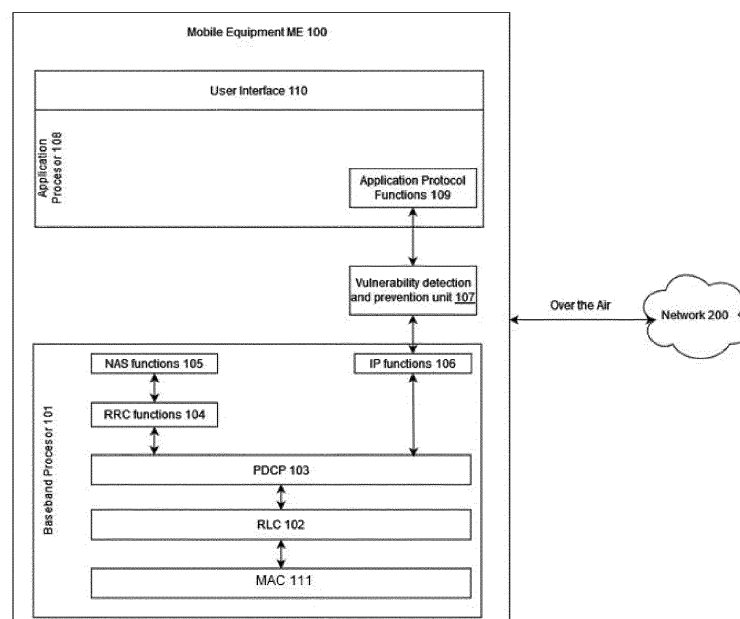 Mobile Equipment ME 100
User Interface 110
Application
Procesor 108
Application Protocol
Functions 109
Vulnerability detection
and prevention unit 107
Over the Air
Network 200
Baseband Procesor 101
NAS functions 105
IP functions 106
RRC functions 104
PDCP 103
RLC 102
MAC 111